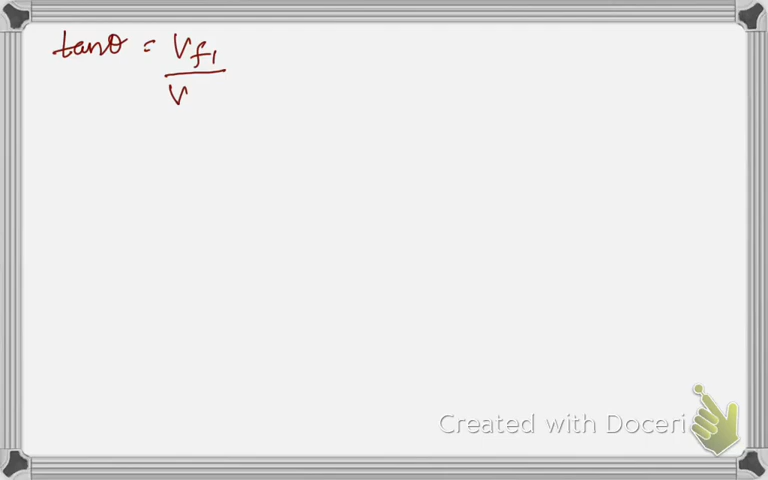 tanθ = Vf1
V
Created with Doceri